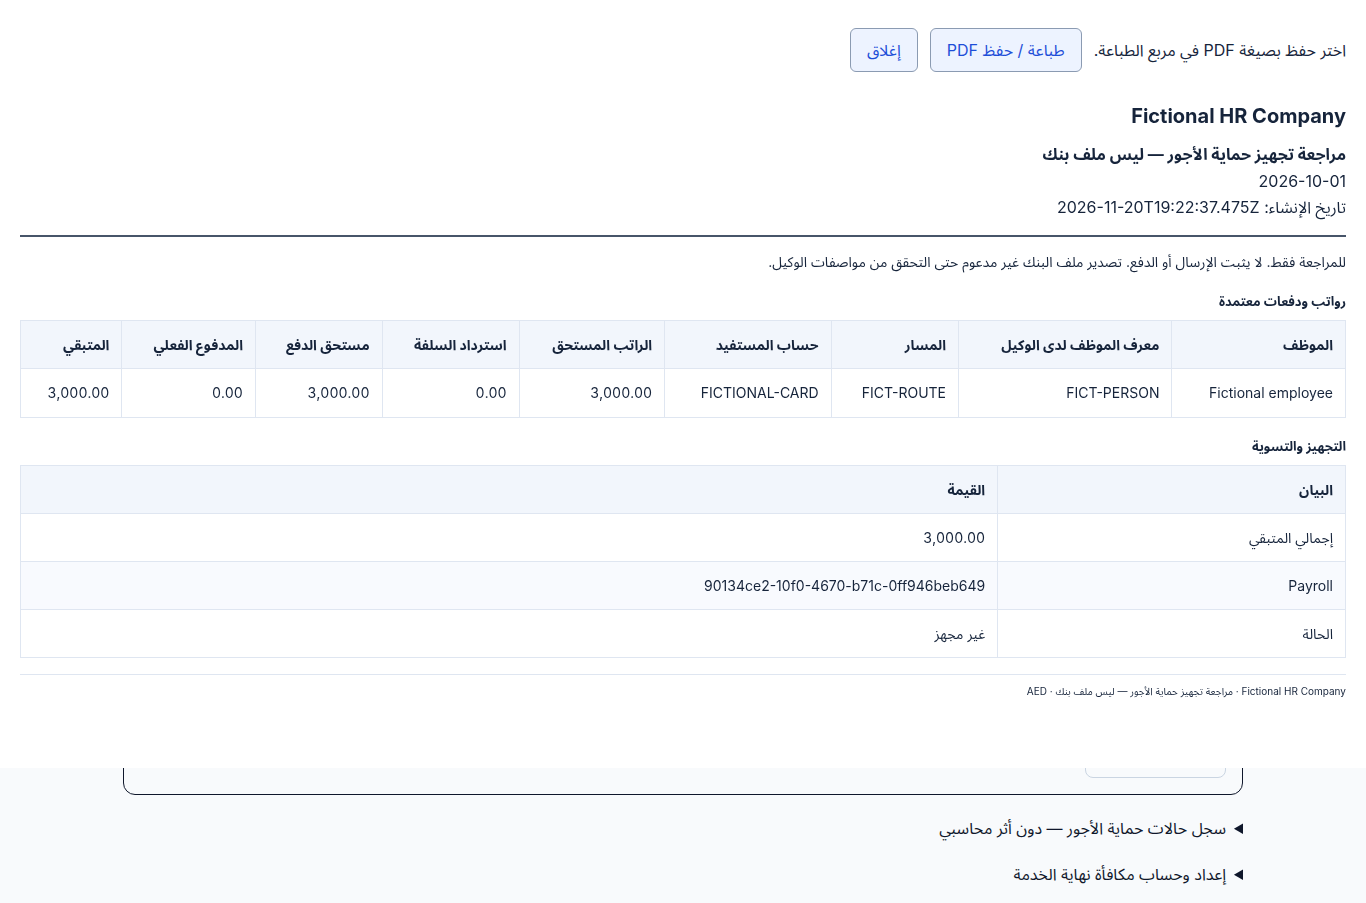 اختر حفظ بصيغة PDF في مربع الطباعة. طباعة / حفظ PDF إغلاق
Fictional HR Company
مراجعة تجهيز حماية الأجور — ليس ملف بنك
2026-10-01
تاريخ الإنشاء: 2026-11-20T19:22:37.475Z
للمراجعة فقط. لا يثبت الإرسال أو الدفع. تصدير ملف البنك غير مدعوم حتى التحقق من مواصفات الوكيل.
رواتب ودفعات معتمدة
الموظف معرف الموظف لدى الوكيل المسار حساب المستفيد الراتب المستحق استرداد السلفة مستحق الدفع المدفوع الفعلي المتبقي
Fictional employee FICT-PERSON FICT-ROUTE FICTIONAL-CARD 3,000.00 0.00 3,000.00 0.00 3,000.00
التجهيز والتسوية
البيان القيمة
إجمالي المتبقي 3,000.00
Payroll 90134ce2-10f0-4670-b71c-0ff946beb649
الحالة غير مجهز
Fictional HR Company · مراجعة تجهيز حماية الأجور — ليس ملف بنك · AED
سجل حالات حماية الأجور — دون أثر محاسبي
إعداد وحساب مكافأة نهاية الخدمة